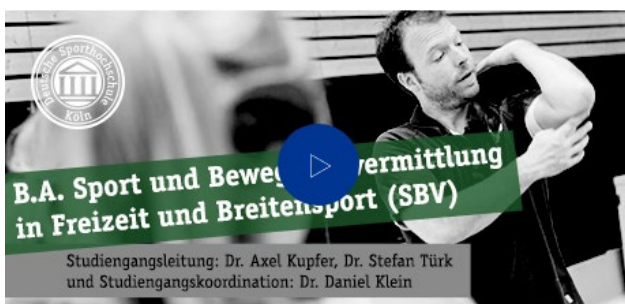 Deutsche Sporthochschule
Köln
B.A. Sport und Beweg vermittlung
in Freizeit und Breitensport (SBV)
Studiengangsleitung: Dr. Axel Kupfer, Dr. Stefan Türk
und Studiengangskoordination: Dr. Daniel Klein